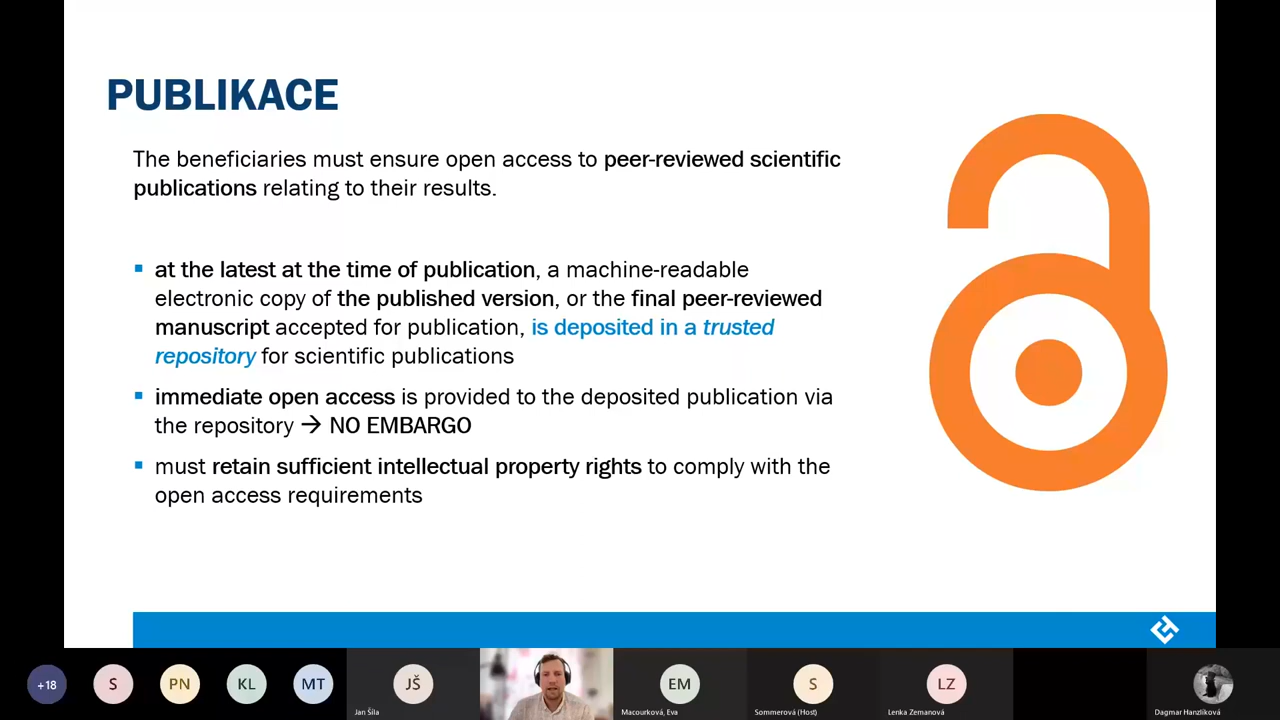 PUBLIKACE
The beneficiaries must ensure open access to peer-reviewed scientific
publications relating to their results.
at the latest at the time of publication, a machine-readable
electronic copy of the published version, or the final peer-reviewed
manuscript accepted for publication, is deposited in a trusted
repository for scientific publications
immediate open access is provided to the deposited publication via
the repository → NO EMBARGO
must retain sufficient intellectual property rights to comply with the
open access requirements
+18
S
PN
KL
MT
JŠ
EM
S
LZ
Jan Šíla
Macourková, Eva
Sommerová (Host)
Lenka Zemanová
Dagmar Hanzlíková